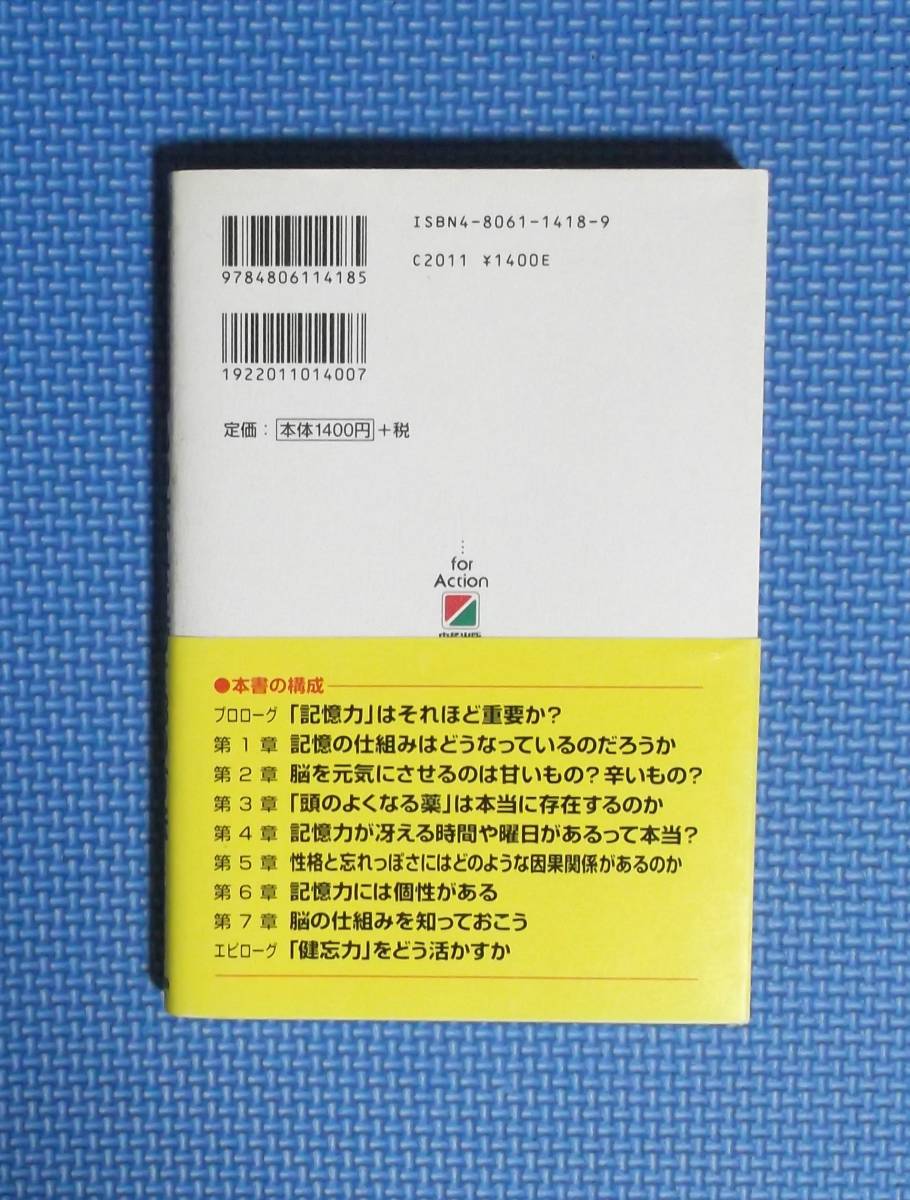 ISBN4-8061-1418-9
9784806114185
C2011 ¥1400E
1922011014007
定価：本体1400円＋税
for
Action
●本書の構成
プロローグ 「記憶力」はそれほど重要か？
第1章 記憶の仕組みはどうなっているのだろうか
第2章 脳を元気にさせるのは甘いもの？辛いもの？
第3章 「頭のよくなる薬」は本当に存在するのか
第4章 記憶力が冴える時間や曜日があるって本当？
第5章 性格と忘れっぽさにはどのような因果関係があるのか
第6章 記憶力には個性がある
第7章 脳の仕組みを知っておこう
エピローグ 「健忘力」をどう活かすか